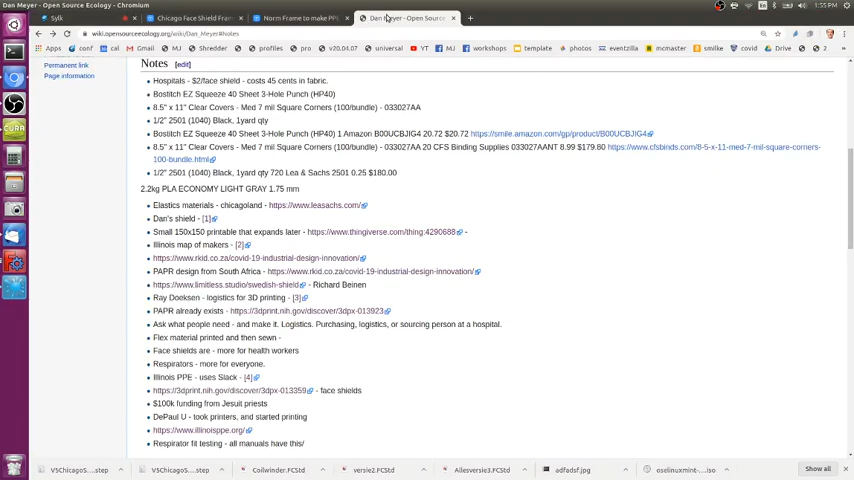 Dan Meyer - Open Source Ecology - Chromium
1:55 PM
Sylk
Chicago Face Shield Fram
Norm Frame to make PPE
Dan Meyer - Open Source
wiki.opensourceecology.org/wiki/Dan_Meyer#Notes
Apps conf cal Gmail MJ Shredder profiles pro v20.04.07 universal YT MJ workshops template photos eventzilla mcmaster smilke covid Drive Other bookmarks
Permanent link
Page information
Notes [edit]
Hospitals - $2/face shield - costs 45 cents in fabric.
Bostitch EZ Squeeze 40 Sheet 3-Hole Punch (HP40)
8.5" x 11" Clear Covers - Med 7 mil Square Corners (100/bundle) - 033027AA
1/2" 2501 (1040) Black, 1yard qty
Bostitch EZ Squeeze 40 Sheet 3-Hole Punch (HP40) 1 Amazon B00UCBJIG4 20.72 $20.72 https://smile.amazon.com/gp/product/B00UCBJIG4
8.5" x 11" Clear Covers - Med 7 mil Square Corners (100/bundle) - 033027AA 20 CFS Binding Supplies 033027AANT 8.99 $179.80 https://www.cfsbinds.com/8-5-x-11-med-7-mil-square-corners-
100-bundle.html
1/2" 2501 (1040) Black, 1yard qty 720 Lea & Sachs 2501 0.25 $180.00
2.2kg PLA ECONOMY LIGHT GRAY 1.75 mm
Elastics materials - chicagoland - https://www.leasachs.com/
Dan's shield - [1]
Small 150x150 printable that expands later - https://www.thingiverse.com/thing:4290688 -
Illinois map of makers - [2]
https://www.rkid.co.za/covid-19-industrial-design-innovation/
PAPR design from South Africa - https://www.rkid.co.za/covid-19-industrial-design-innovation/
https://www.limitless.studio/swedish-shield - Richard Beinen
Ray Doeksen - logistics for 3D printing - [3]
PAPR already exists - https://3dprint.nih.gov/discover/3dpx-013923
Ask what people need - and make it. Logistics. Purchasing, logistics, or sourcing person at a hospital.
Flex material printed and then sewn -
Face shields are - more for health workers
Respirators - more for everyone.
Illinois PPE - uses Slack - [4]
https://3dprint.nih.gov/discover/3dpx-013359 - face shields
$100k funding from Jesuit priests
DePaul U - took printers, and started printing
https://www.illinoisppe.org/
Respirator fit testing - all manuals have this/
V5ChicagoS....step
V5ChicagoS....step
Coilwinder.FCStd
versie2.FCStd
Ailesversie3.FCStd
adfadsf.jpg
oselinuxmint-....iso
Show all